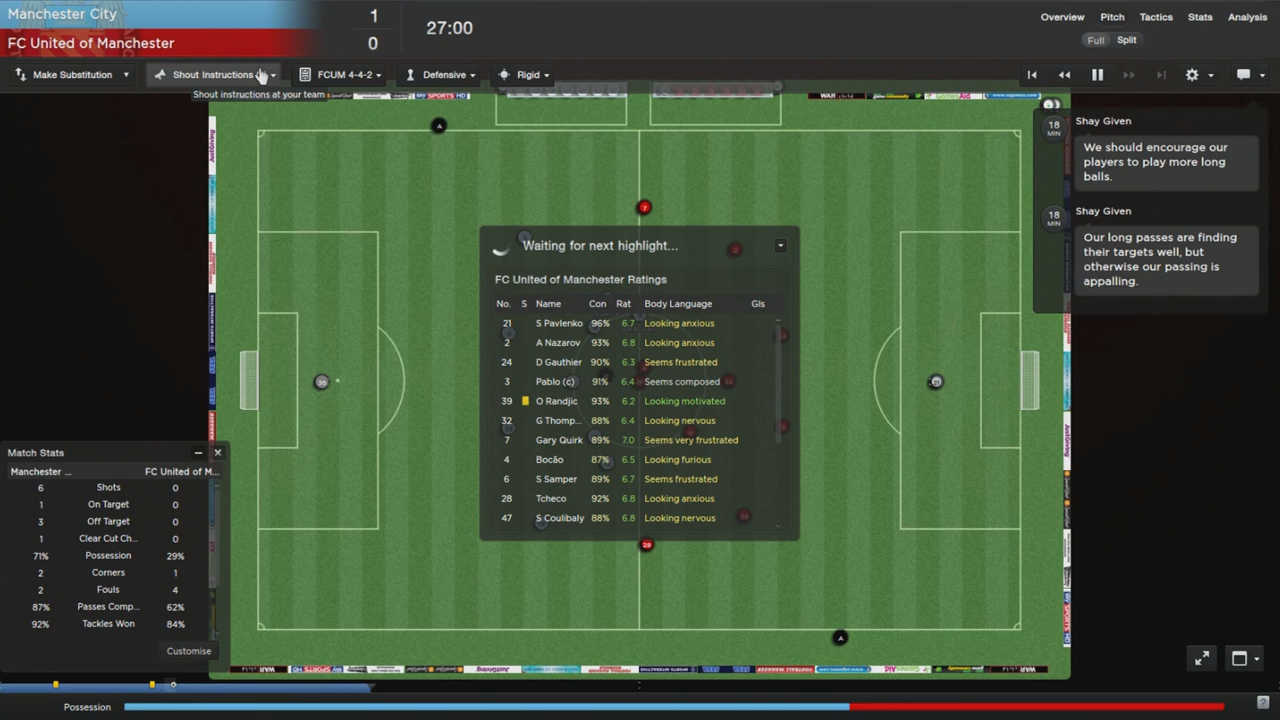 Manchester City
1
27:00
FC United of Manchester
0
Overview Pitch Tactics Stats Analysis
Full Split
Make Substitution
Shout Instructions
FCUM 4-4-2
Defensive
Rigid
Shout instructions at your team
18 MIN
Shay Given
We should encourage our
players to play more long
balls.
18 MIN
Shay Given
Our long passes are finding
their targets well, but
otherwise our passing is
appalling.
Waiting for next highlight...
FC United of Manchester Ratings
No. S Name Con Rat Body Language Gls
21 S Pavlenko 96% 6.7 Looking anxious
2 A Nazarov 93% 6.8 Looking anxious
24 D Gauthier 90% 6.3 Seems frustrated
3 Pablo (c) 91% 6.4 Seems composed
39 O Randjic 93% 6.2 Looking motivated
32 G Thomp... 88% 6.4 Looking nervous
7 Gary Quirk 89% 7.0 Seems very frustrated
4 Bocão 87% 6.5 Looking furious
6 S Samper 89% 6.7 Seems frustrated
28 Tcheco 92% 6.8 Looking anxious
47 S Coulibaly 88% 6.8 Looking nervous
Match Stats
Manchester ... FC United of M...
6 Shots 0
1 On Target 0
3 Off Target 0
1 Clear Cut Ch... 0
71% Possession 29%
2 Corners 1
2 Fouls 4
87% Passes Comp... 62%
92% Tackles Won 84%
Customise
Possession